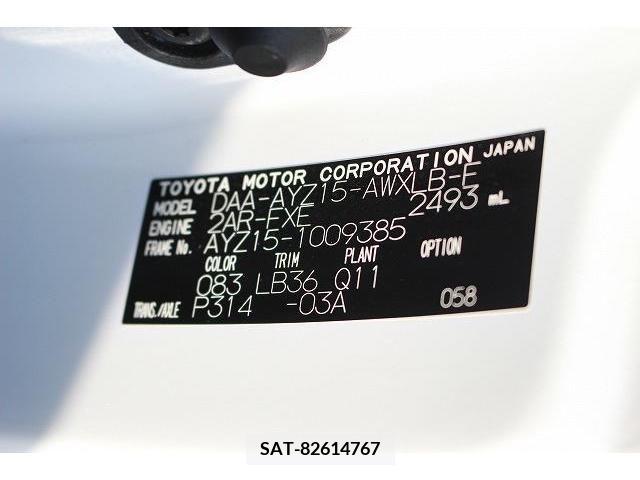 TOYOTA MOTOR CORPORATION JAPAN
MODEL DAA-AYZ15-AWXLB-E
ENGINE 2AR-FXE 2493 mL
FRAME No. AYZ15-1009385
COLOR TRIM PLANT OPTION
083 LB36 Q11
TRANS./AXLE P314 -03A 058
SAT-82614767